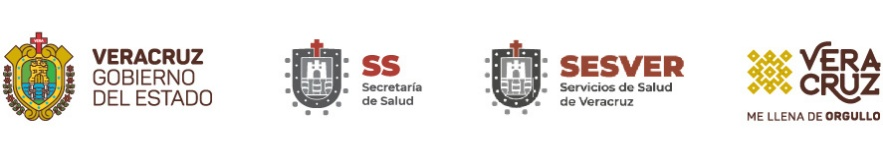 VERACRUZ
GOBIERNO
DEL ESTADO
SS
Secretaría
de Salud
SESVER
Servicios de Salud
de Veracruz
VERA
CRUZ
ME LLENA DE ORGULLO